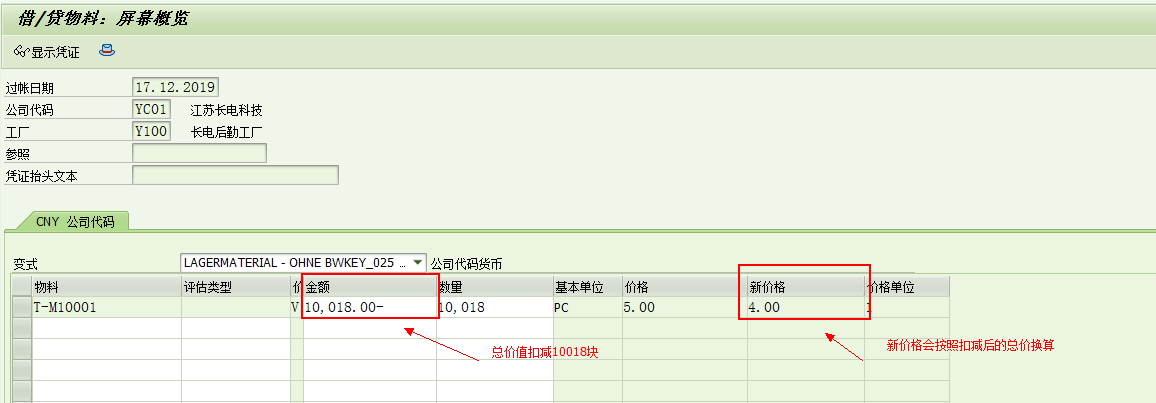 借/贷物料: 屏幕概览
显示凭证
过帐日期 17.12.2019
公司代码 YC01 江苏长电科技
工厂 Y100 长电后勤工厂
参照
凭证抬头文本
CNY 公司代码
变式 LAGERMATERIAL - OHNE BWKEY_025 ... 公司代码货币
物料 评估类型 价 金额 数量 基本单位 价格 新价格 价格单位
T-M10001 V 10,018.00- 10,018 PC 5.00 4.00 1
总价值扣减10018块
新价格会按照扣减后的总价换算